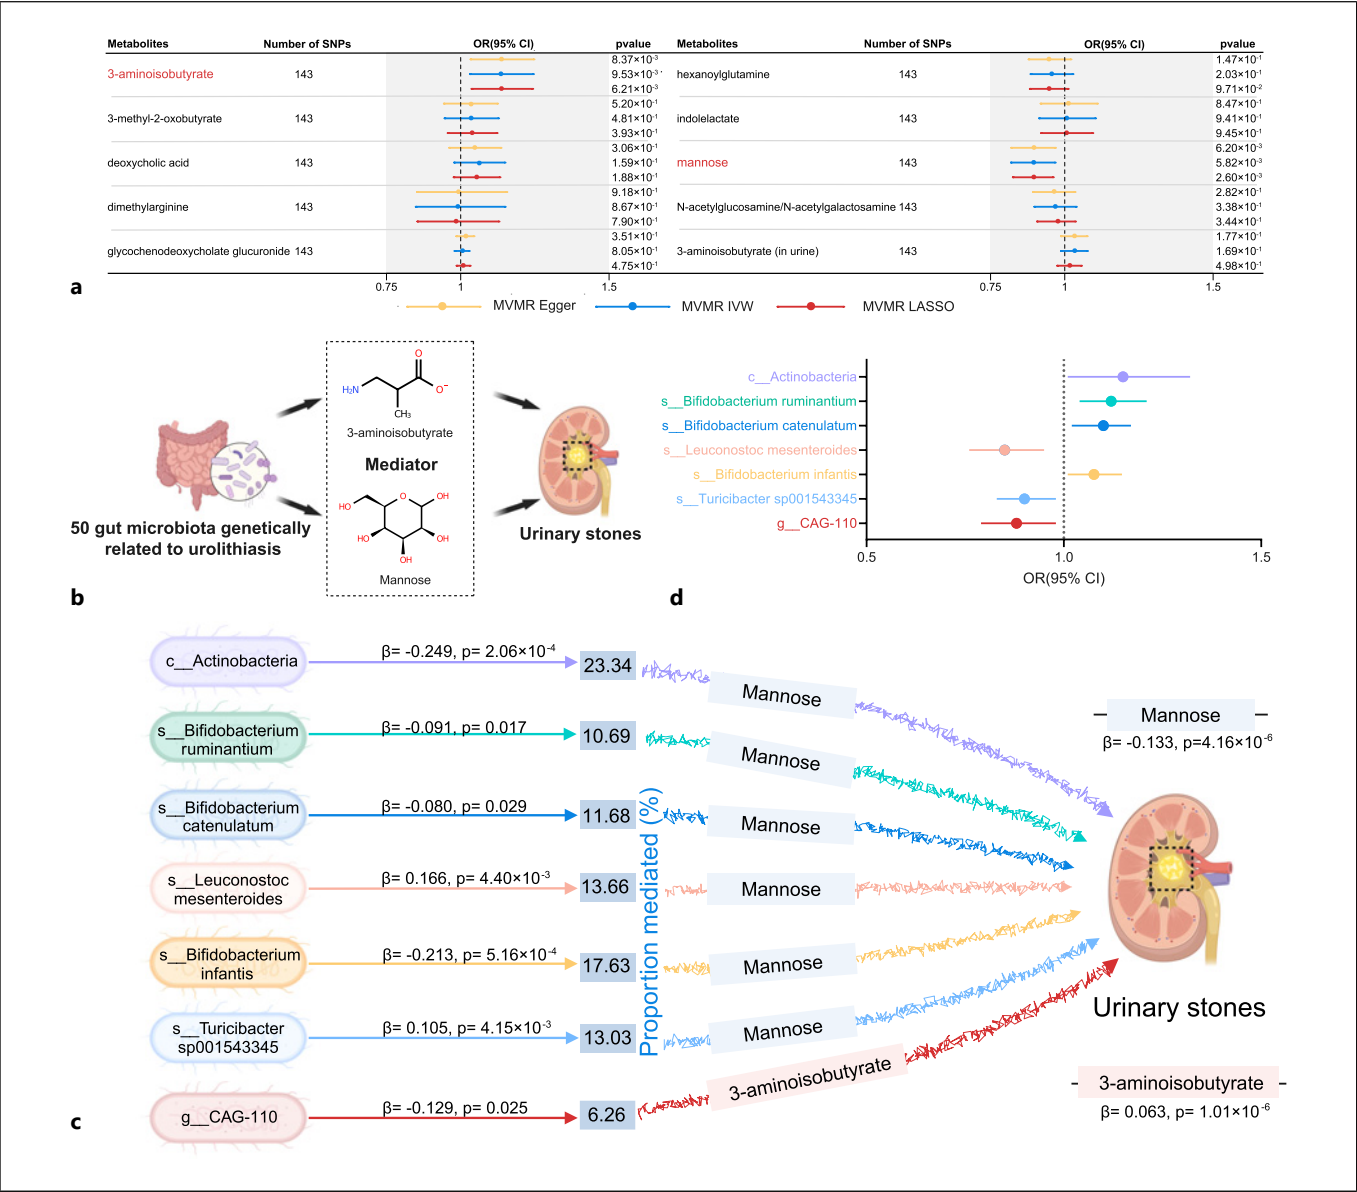 Metabolites Number of SNPs OR(95% CI) pvalue Metabolites Number of SNPs OR(95% CI) pvalue
8.37×10⁻³ 1.47×10⁻¹
3-aminoisobutyrate 143 9.53×10⁻³ hexanoylglutamine 143 2.03×10⁻¹
6.21×10⁻³ 9.71×10⁻²
5.20×10⁻¹ 8.47×10⁻¹
3-methyl-2-oxobutyrate 143 4.81×10⁻¹ indolelactate 143 9.41×10⁻¹
3.93×10⁻¹ 9.45×10⁻¹
3.06×10⁻¹ 6.20×10⁻³
deoxycholic acid 143 1.59×10⁻¹ mannose 143 5.82×10⁻³
1.88×10⁻¹ 2.60×10⁻³
9.18×10⁻¹ 2.82×10⁻¹
dimethylarginine 143 8.67×10⁻¹ N-acetylglucosamine/N-acetylgalactosamine 143 3.38×10⁻¹
7.90×10⁻¹ 3.44×10⁻¹
3.51×10⁻¹ 1.77×10⁻¹
glycochenodeoxycholate glucuronide 143 8.05×10⁻¹ 3-aminoisobutyrate (in urine) 143 1.69×10⁻¹
4.75×10⁻¹ 4.98×10⁻¹
0.75 1 1.5 0.75 1 1.5
a
MVMR Egger MVMR IVW MVMR LASSO
O
H₂N O⁻
CH₃
3-aminoisobutyrate
Mediator
O OH
HO
HO OH
OH
Mannose
50 gut microbiota genetically
related to urolithiasis
Urinary stones
b
c__Actinobacteria
s__Bifidobacterium ruminantium
s__Bifidobacterium catenulatum
s__Leuconostoc mesenteroides
s__Bifidobacterium infantis
s__Turicibacter sp001543345
g__CAG-110
0.5 1.0 1.5
OR(95% CI)
d
c__Actinobacteria
β= -0.249, p= 2.06×10⁻⁴
23.34
Mannose
s__Bifidobacterium
ruminantium
β= -0.091, p= 0.017
10.69
Mannose
s__Bifidobacterium
catenulatum
β= -0.080, p= 0.029
11.68
Mannose
s__Leuconostoc
mesenteroides
β= 0.166, p= 4.40×10⁻³
13.66
Mannose
s__Bifidobacterium
infantis
β= -0.213, p= 5.16×10⁻⁴
17.63
Mannose
s__Turicibacter
sp001543345
β= 0.105, p= 4.15×10⁻³
13.03
Mannose
g__CAG-110
β= -0.129, p= 0.025
6.26
3-aminoisobutyrate
Proportion mediated (%)
Mannose
β= -0.133, p=4.16×10⁻⁶
Urinary stones
3-aminoisobutyrate
β= 0.063, p= 1.01×10⁻⁶
c